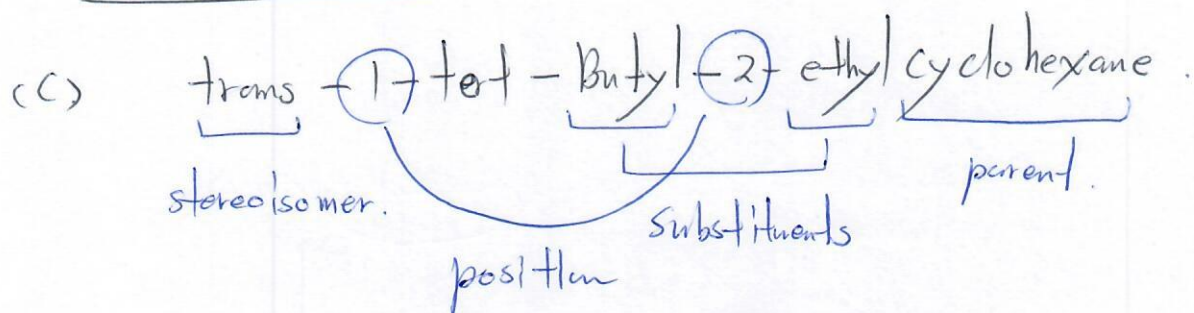 (C) trans-1-tert-Butyl-2-ethylcyclohexane.
stereoisomer.
parent.
substituents
position